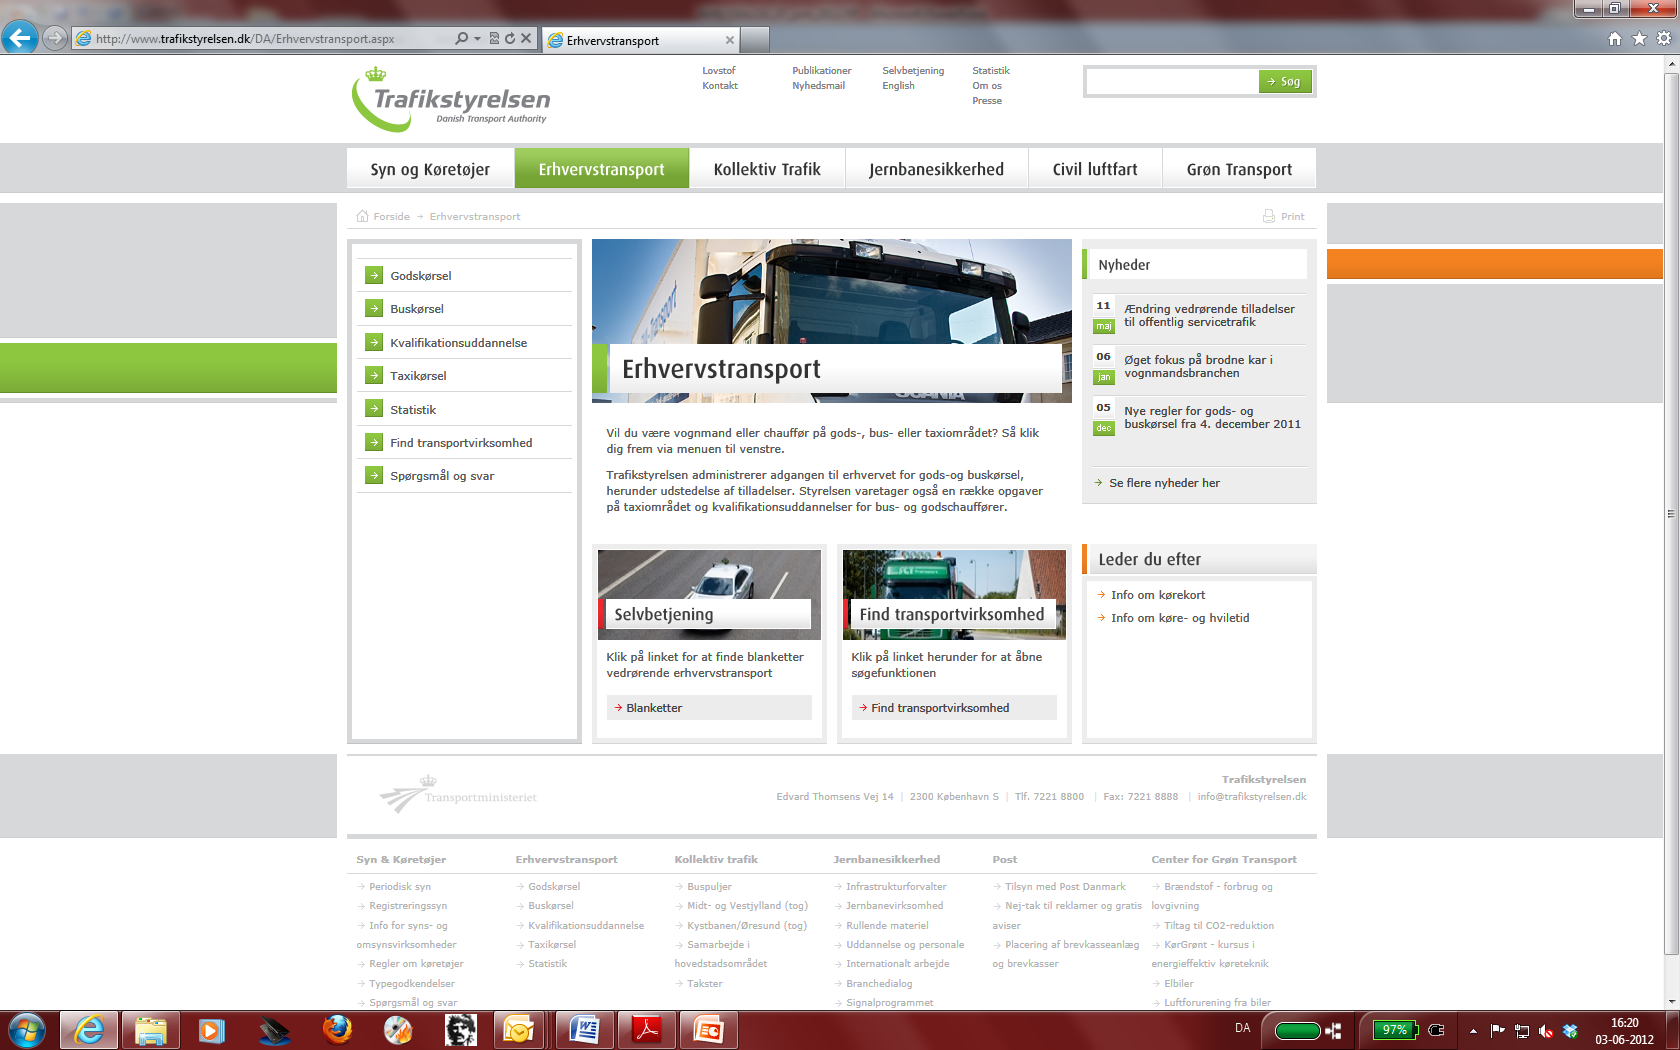 http://www.trafikstyrelsen.dk/DA/Erhvervstransport.aspx
Erhvervstransport
Trafikstyrelsen
Danish Transport Authority
Lovstof
Kontakt
Publikationer
Nyhedsmail
Selvbetjening
English
Statistik
Om os
Presse
Søg
Syn og Køretøjer
Erhvervstransport
Kollektiv Trafik
Jernbanesikkerhed
Civil luftfart
Grøn Transport
Forside
Erhvervstransport
Print
Godskørsel
Buskørsel
Kvalifikationsuddannelse
Taxikørsel
Statistik
Find transportvirksomhed
Spørgsmål og svar
SCANIA
Erhvervstransport
Vil du være vognmand eller chauffør på gods-, bus- eller taxiområdet? Så klik
dig frem via menuen til venstre.
Trafikstyrelsen administrerer adgangen til erhvervet for gods-og buskørsel,
herunder udstedelse af tilladelser. Styrelsen varetager også en række opgaver
på taxiområdet og kvalifikationsuddannelser for bus- og godschauffører.
Nyheder
11 maj
Ændring vedrørende tilladelser
til offentlig servicetrafik
06 jan
Øget fokus på brodne kar i
vognmandsbranchen
05 dec
Nye regler for gods- og
buskørsel fra 4. december 2011
Se flere nyheder her
Selvbetjening
Klik på linket for at finde blanketter
vedrørende erhvervstransport
Blanketter
Find transportvirksomhed
Klik på linket herunder for at åbne
søgefunktionen
Find transportvirksomhed
Leder du efter
Info om kørekort
Info om køre- og hviletid
Transportministeriet
Trafikstyrelsen
Edvard Thomsens Vej 14 | 2300 København S | Tlf. 7221 8800 | Fax: 7221 8888 | info@trafikstyrelsen.dk
Syn & Køretøjer
Periodisk syn
Registreringssyn
Info for syns- og
omsynsvirksomheder
Regler om køretøjer
Typegodkendelser
Spørgsmål og svar
Erhvervstransport
Godskørsel
Buskørsel
Kvalifikationsuddannelse
Taxikørsel
Statistik
Kollektiv trafik
Buspuljer
Midt- og Vestjylland (tog)
Kystbanen/Øresund (tog)
Samarbejde i
hovedstadsområdet
Takster
Jernbanesikkerhed
Infrastrukturforvalter
Jernbanevirksomhed
Rullende materiel
Uddannelse og personale
Internationalt arbejde
Branchedialog
Signalprogrammet
Post
Tilsyn med Post Danmark
Nej-tak til reklamer og gratis
aviser
Placering af brevkasseanlæg
og brevkasser
Center for Grøn Transport
Brændstof - forbrug og
lovgivning
Tiltag til CO2-reduktion
KørGrønt - kursus i
energieffektiv køreteknik
Elbiler
Luftforurening fra biler
DA
97%
16:20
03-06-2012